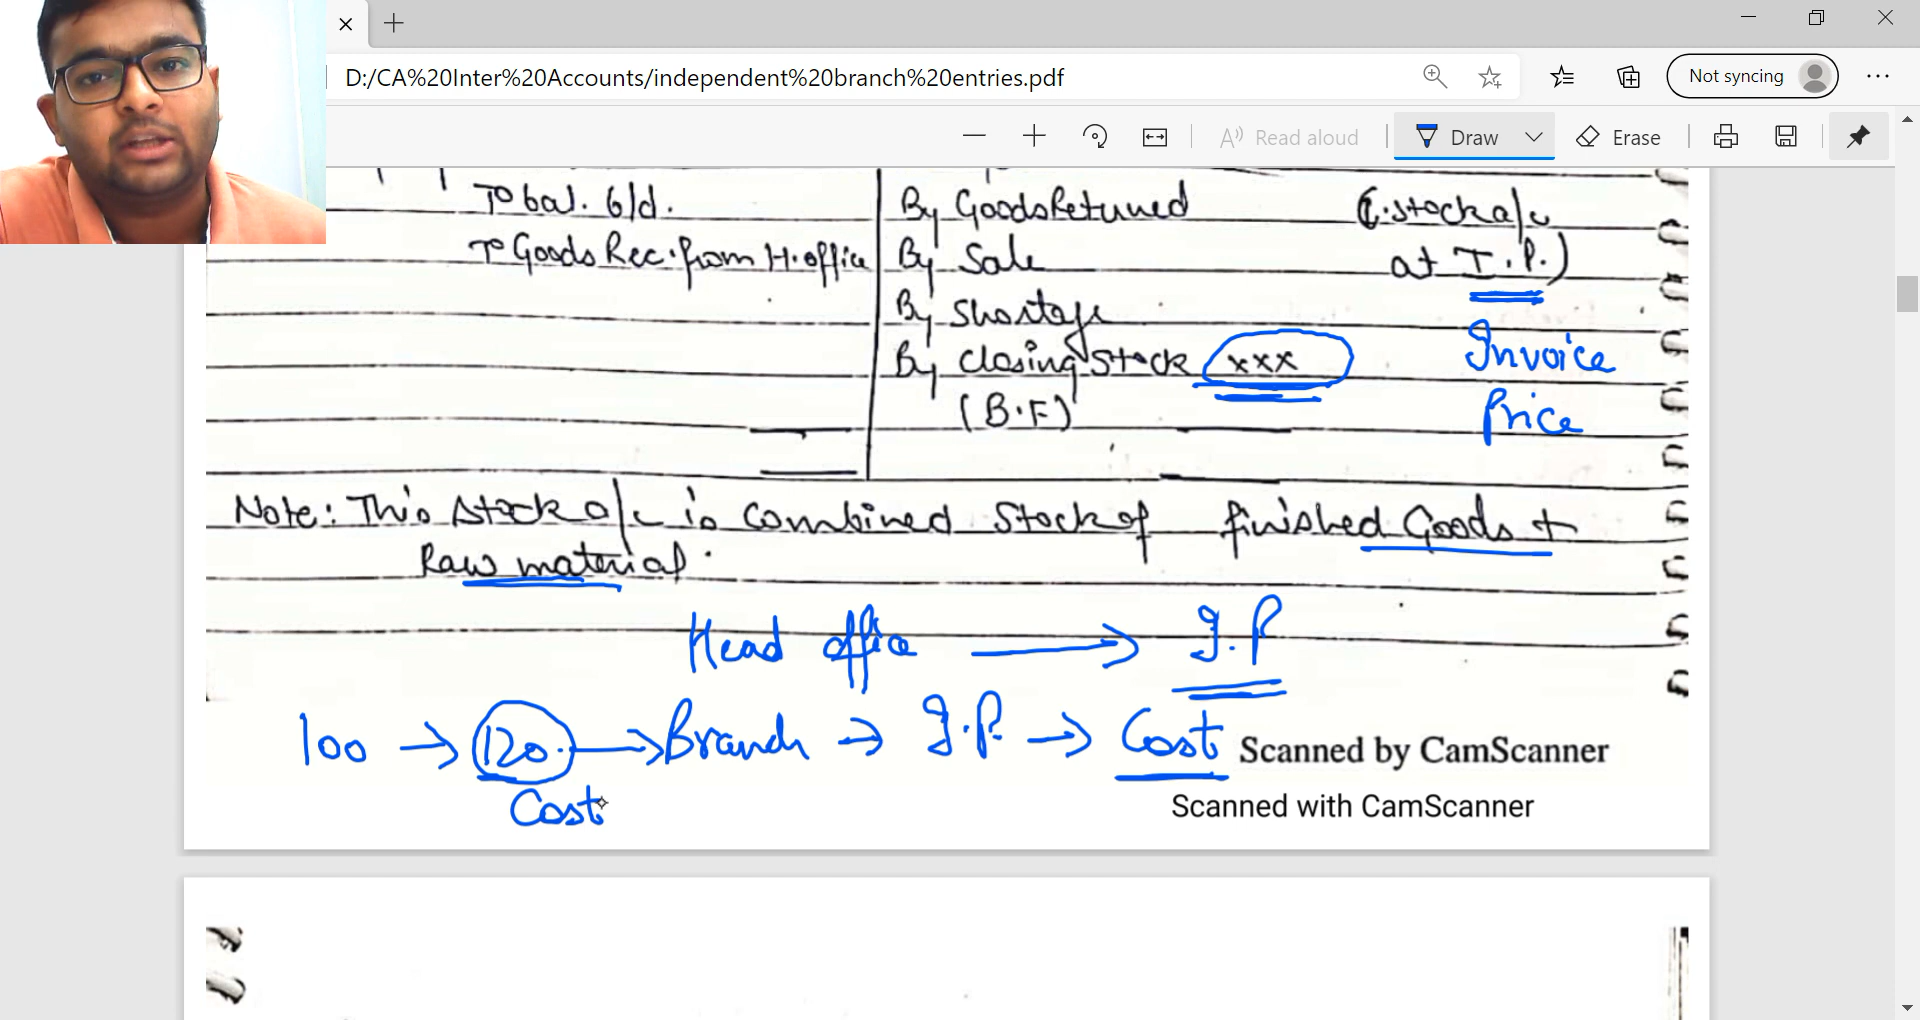 D:/CA%20Inter%20Accounts/independent%20branch%20entries.pdf
Not syncing
Read aloud
Draw
Erase
To bal. b/d.
By Goods Retuned
(C.stock a/c
To Goods Rec. from H.office
By Sale
at I.P.)
By Shortage
By Closing Stock xxx
Invoice
(B.F)
Price
Note: This Stock a/c is Combined Stock of finished Goods +
Raw material.
Head office → I.P
100 → 120 → Branch → I.P. → Cost
Scanned by CamScanner
Cost
Scanned with CamScanner